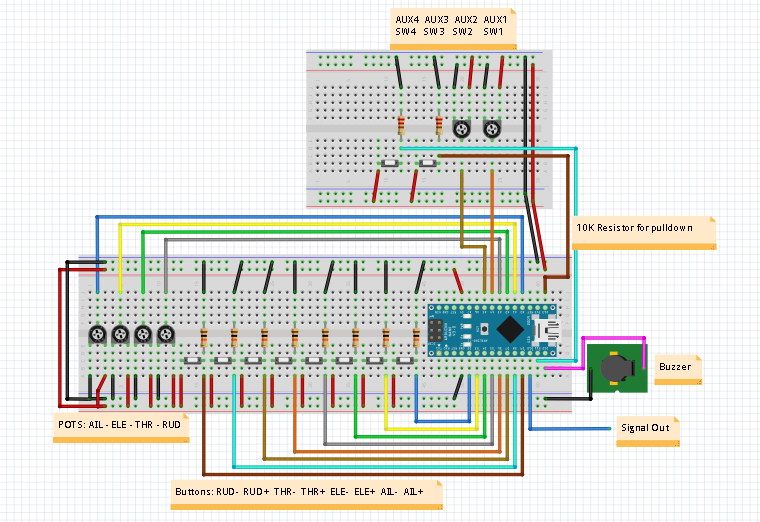 AUX4 AUX3 AUX2 AUX1
SW4 SW3 SW2 SW1
10K Resistor for pulldown
Buzzer
POTS: AIL - ELE - THR - RUD
Signal Out
Buttons: RUD- RUD+ THR- THR+ ELE- ELE+ AIL- AIL+